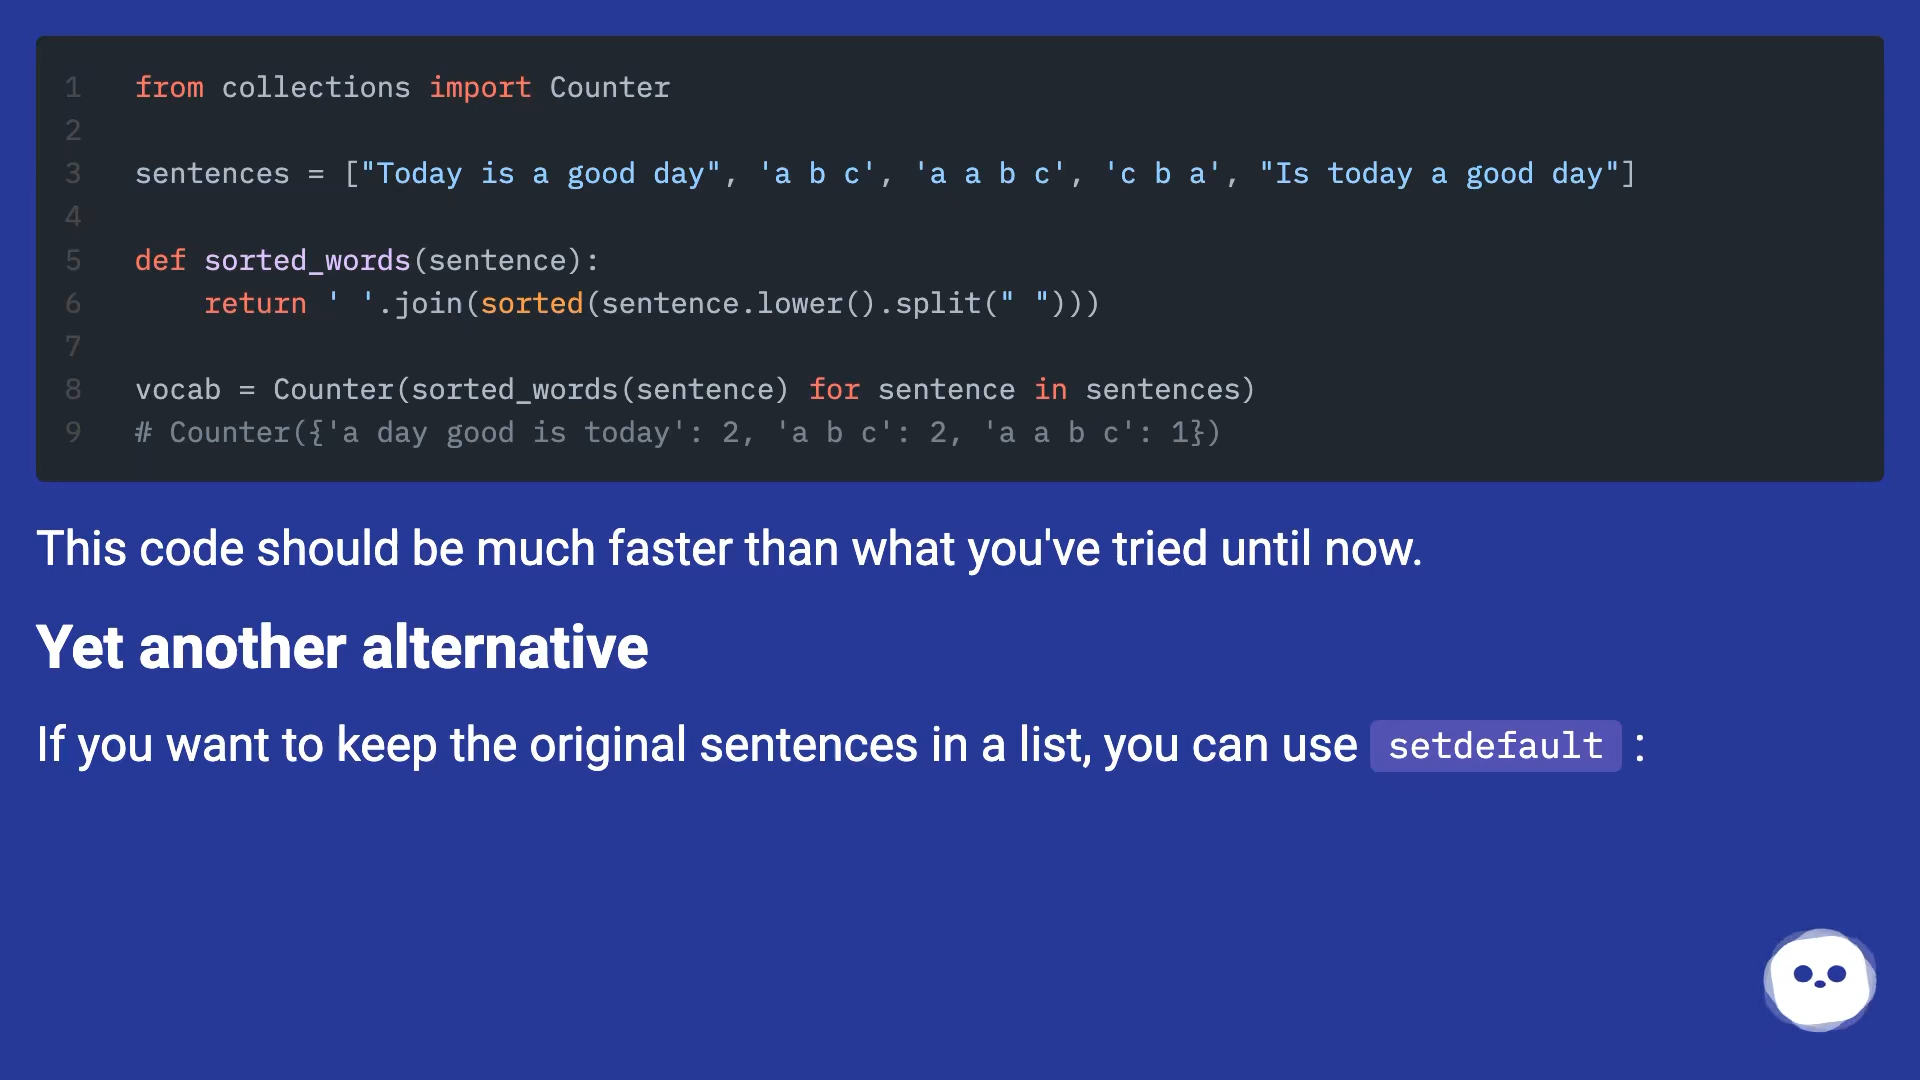 1 from collections import Counter
2
3 sentences = ["Today is a good day", 'a b c', 'a a b c', 'c b a', "Is today a good day"]
4
5 def sorted_words(sentence):
6     return ' '.join(sorted(sentence.lower().split(" ")))
7
8 vocab = Counter(sorted_words(sentence) for sentence in sentences)
9 # Counter({'a day good is today': 2, 'a b c': 2, 'a a b c': 1})
This code should be much faster than what you've tried until now.
Yet another alternative
If you want to keep the original sentences in a list, you can use setdefault :